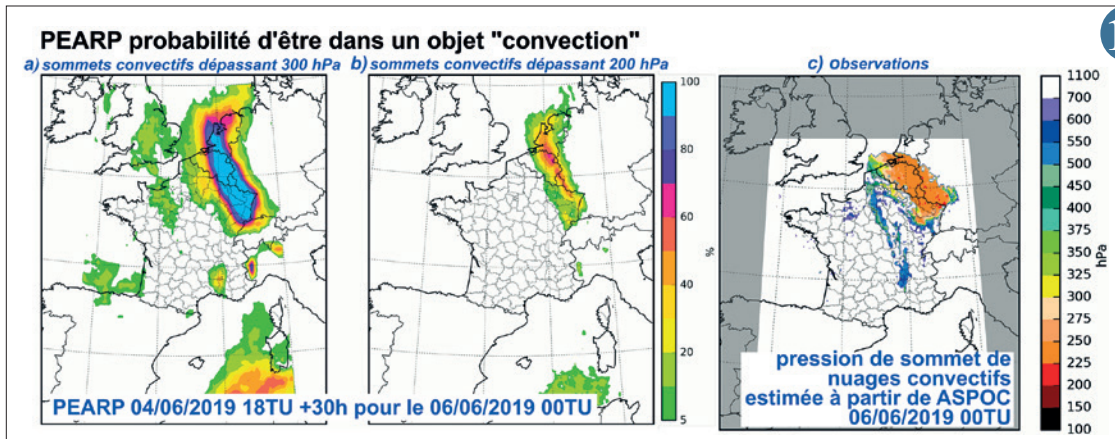 PEARP probabilité d'être dans un objet "convection"
a) sommets convectifs dépassant 300 hPa
b) sommets convectifs dépassant 200 hPa
c) Observations
100
80
60
40
20
5
%
1100
700
600
550
500
450
400
375
350
325
300
275
250
225
200
150
100
hPa
pression de sommet de
nuages convectifs
estimée à partir de ASPOC
06/06/2019 00TU
PEARP 04/06/2019 18TU +30h pour le 06/06/2019 00TU